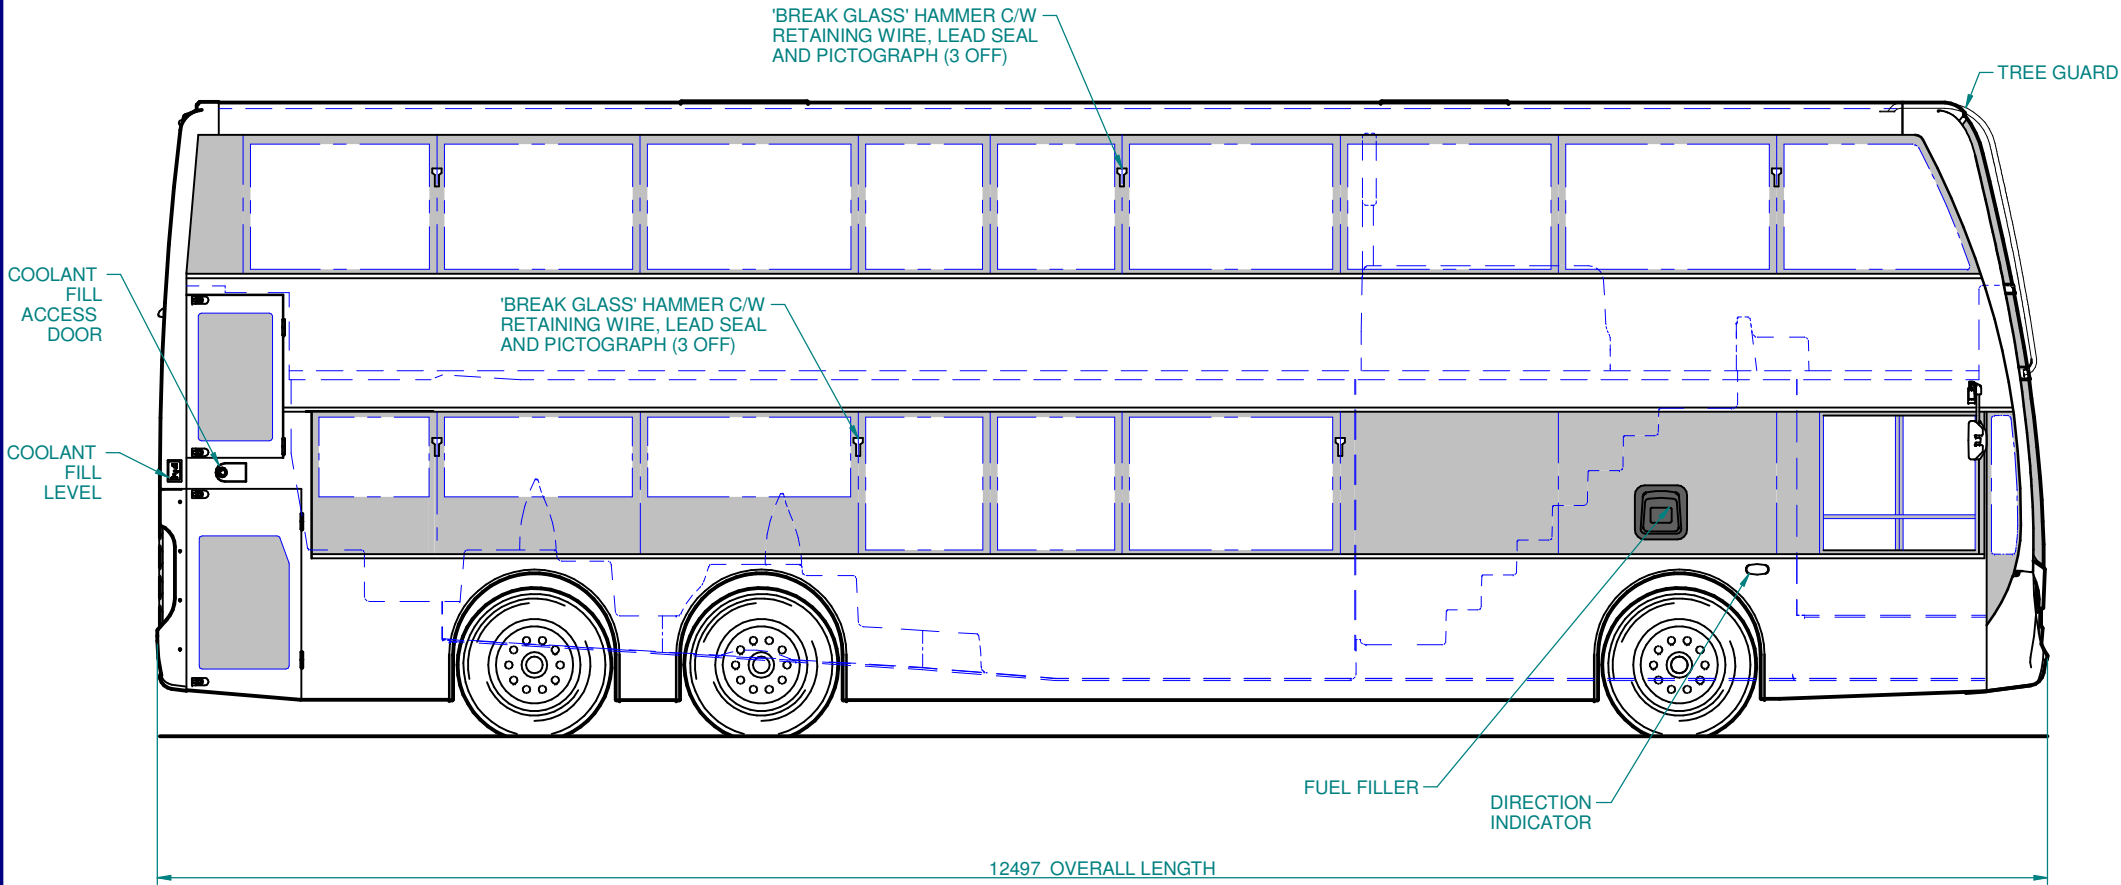 'BREAK GLASS' HAMMER C/W
RETAINING WIRE, LEAD SEAL
AND PICTOGRAPH (3 OFF)
TREE GUARD
COOLANT
FILL
ACCESS
DOOR
'BREAK GLASS' HAMMER C/W
RETAINING WIRE, LEAD SEAL
AND PICTOGRAPH (3 OFF)
COOLANT
FILL
LEVEL
FUEL FILLER
DIRECTION
INDICATOR
12497 OVERALL LENGTH